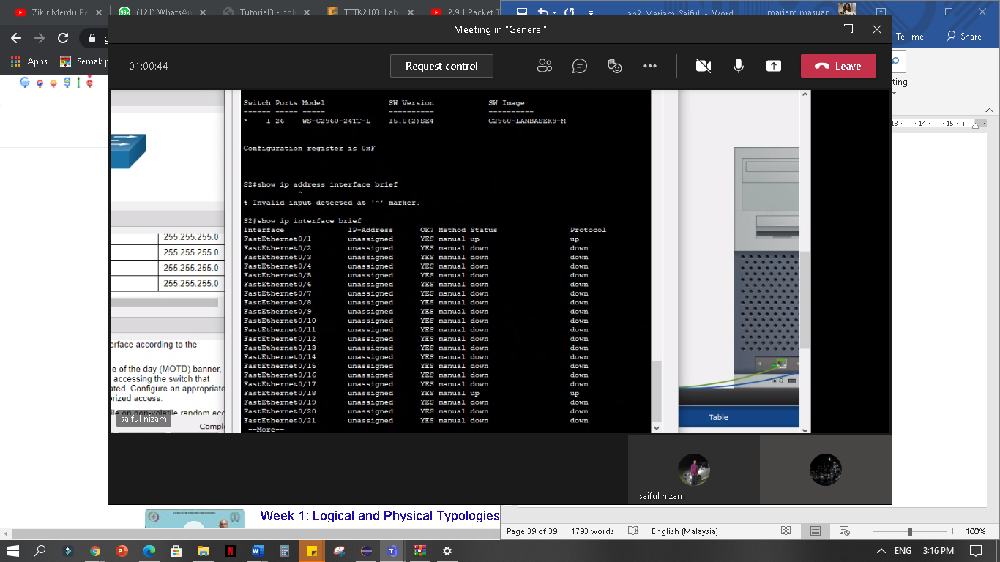 Zikir Merdu Pe
(121) WhatsA
Tutorial3 - poly
TTTK2103: Lab
2.9.1 Packet T
Lab2_Mariam_Saiful - Word
mariam masuan
Meeting in "General"
Tell me
Share
Apps
Semak p
01:00:44
Request control
Leave
Switch Ports Model SW Version SW Image
------ ----- ----- ---------- ----------
* 1 26 WS-C2960-24TT-L 15.0(2)SE4 C2960-LANBASEK9-M
Configuration register is 0xF
S2#show ip address interface brief
^
% Invalid input detected at '^' marker.
S2#show ip interface brief
Interface IP-Address OK? Method Status Protocol
FastEthernet0/1 unassigned YES manual up up
FastEthernet0/2 unassigned YES manual down down
FastEthernet0/3 unassigned YES manual down down
FastEthernet0/4 unassigned YES manual down down
FastEthernet0/5 unassigned YES manual down down
FastEthernet0/6 unassigned YES manual down down
FastEthernet0/7 unassigned YES manual down down
FastEthernet0/8 unassigned YES manual down down
FastEthernet0/9 unassigned YES manual down down
FastEthernet0/10 unassigned YES manual down down
FastEthernet0/11 unassigned YES manual down down
FastEthernet0/12 unassigned YES manual down down
FastEthernet0/13 unassigned YES manual down down
FastEthernet0/14 unassigned YES manual down down
FastEthernet0/15 unassigned YES manual down down
FastEthernet0/16 unassigned YES manual down down
FastEthernet0/17 unassigned YES manual down down
FastEthernet0/18 unassigned YES manual up up
FastEthernet0/19 unassigned YES manual down down
FastEthernet0/20 unassigned YES manual down down
FastEthernet0/21 unassigned YES manual down down
--More--
255.255.255.0
255.255.255.0
255.255.255.0
255.255.255.0
erface according to the
ge of the day (MOTD) banner,
accessing the switch that
ated. Configure an appropriate
orized access.
file on non-volatile random acc
saiful nizam
Compl
Table
ting
13 14 15
saiful nizam
Week 1: Logical and Physical Typologies
Page 39 of 39 1793 words English (Malaysia) 100%
ENG 3:16 PM